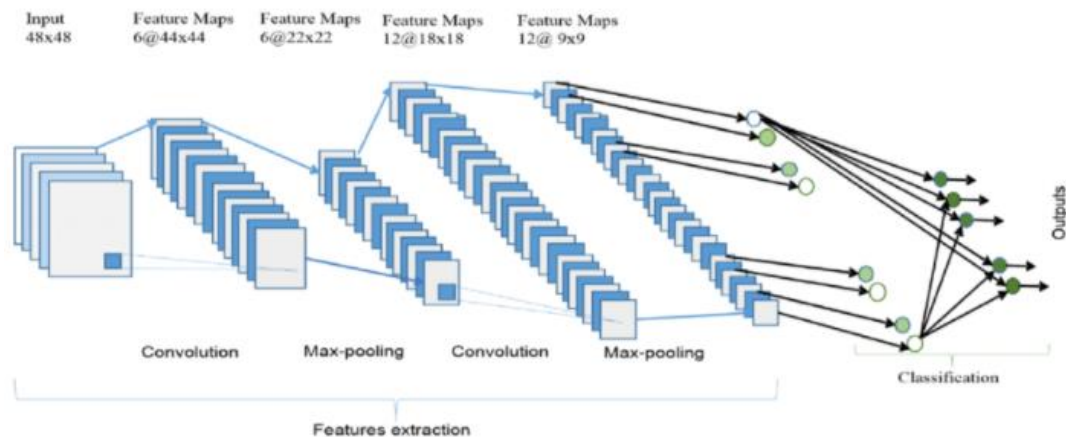 Input
48x48
Feature Maps
6@44x44
Feature Maps
6@22x22
Feature Maps
12@18x18
Feature Maps
12@ 9x9
Outputs
Convolution
Max-pooling
Convolution
Max-pooling
Classification
Features extraction